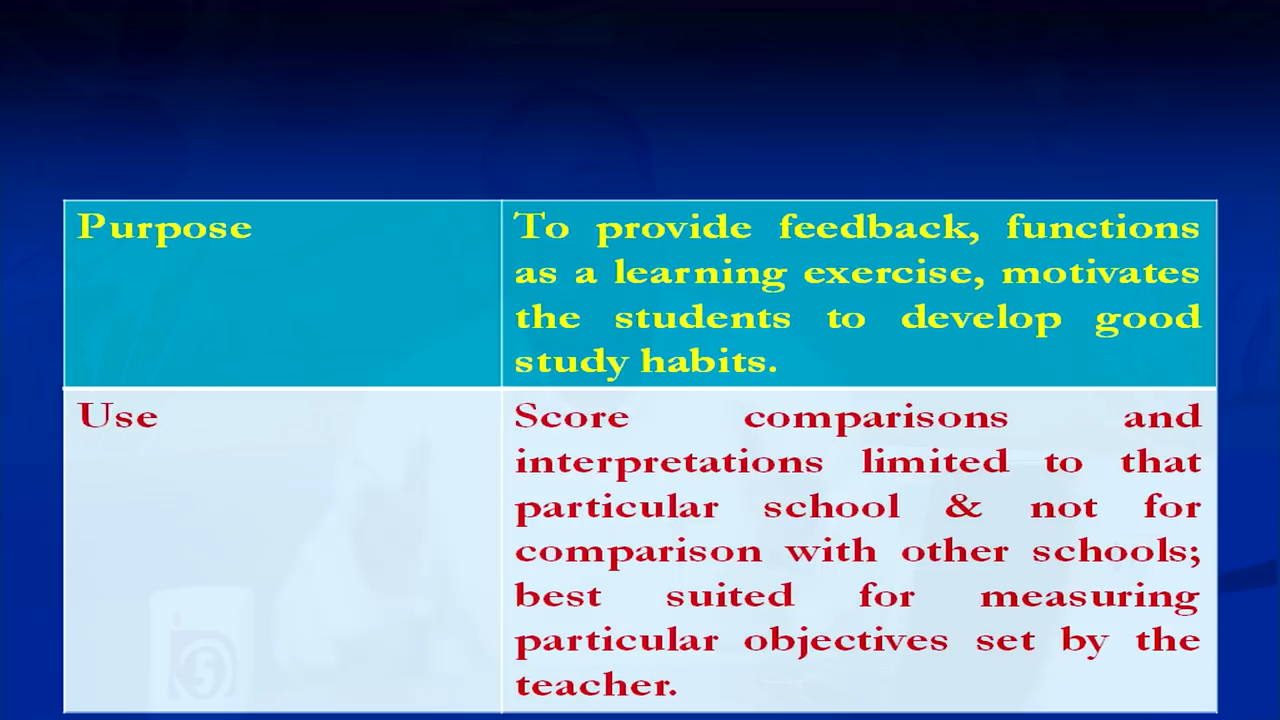 Purpose
To provide feedback, functions
as a learning exercise, motivates
the students to develop good
study habits.
Use
Score comparisons and
interpretations limited to that
particular school & not for
comparison with other schools;
best suited for measuring
particular objectives set by the
teacher.